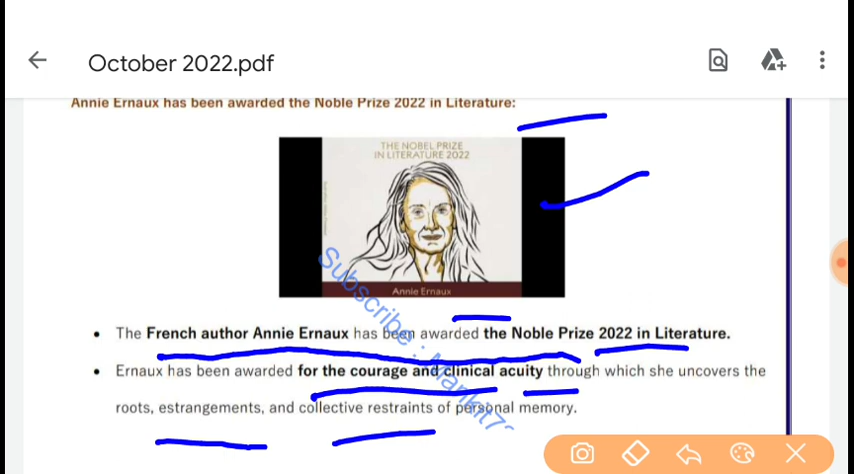 October 2022.pdf
Annie Ernaux has been awarded the Noble Prize 2022 in Literature:
THE NOBEL PRIZE
IN LITERATURE 2022
Annie Ernaux
Subscribe :
• The French author Annie Ernaux has been awarded the Noble Prize 2022 in Literature.
• Ernaux has been awarded for the courage and clinical acuity through which she uncovers the
roots, estrangements, and collective restraints of personal memory.